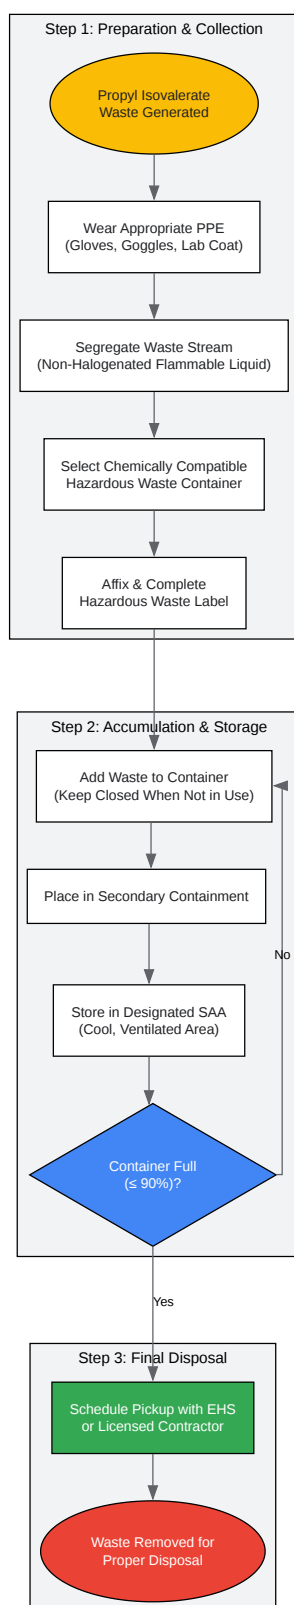 Step 1: Preparation & Collection
Propyl Isovalerate
Waste Generated
Wear Appropriate PPE
(Gloves, Goggles, Lab Coat)
Segregate Waste Stream
(Non-Halogenated Flammable Liquid)
Select Chemically Compatible
Hazardous Waste Container
Affix & Complete
Hazardous Waste Label
Step 2: Accumulation & Storage
Add Waste to Container
(Keep Closed When Not in Use)
Place in Secondary Containment
No
Store in Designated SAA
(Cool, Ventilated Area)
Container Full
(≤ 90%)?
Yes
Step 3: Final Disposal
Schedule Pickup with EHS
or Licensed Contractor
Waste Removed for
Proper Disposal